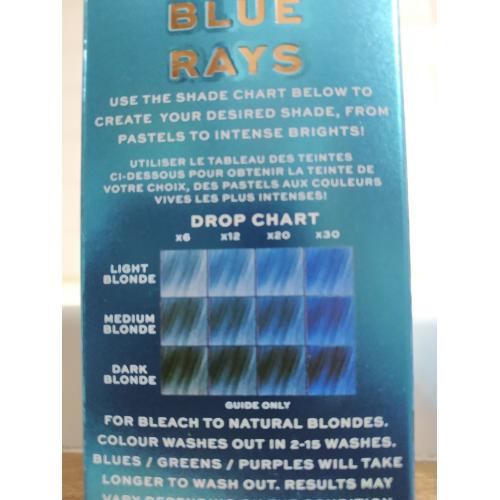 BLUE
RAYS
USE THE SHADE CHART BELOW TO
CREATE YOUR DESIRED SHADE, FROM
PASTELS TO INTENSE BRIGHTS!
UTILISER LE TABLEAU DES TEINTES
CI-DESSOUS POUR OBTENIR LA TEINTE DE
VOTRE CHOIX, DES PASTELS AUX COULEURS
VIVES LES PLUS INTENSES!
DROP CHART
X6 X12 X20 X30
LIGHT
BLONDE
MEDIUM
BLONDE
DARK
BLONDE
GUIDE ONLY
FOR BLEACH TO NATURAL BLONDES.
COLOUR WASHES OUT IN 2-15 WASHES.
BLUES / GREENS / PURPLES WILL TAKE
LONGER TO WASH OUT. RESULTS MAY
VARY DEPENDING